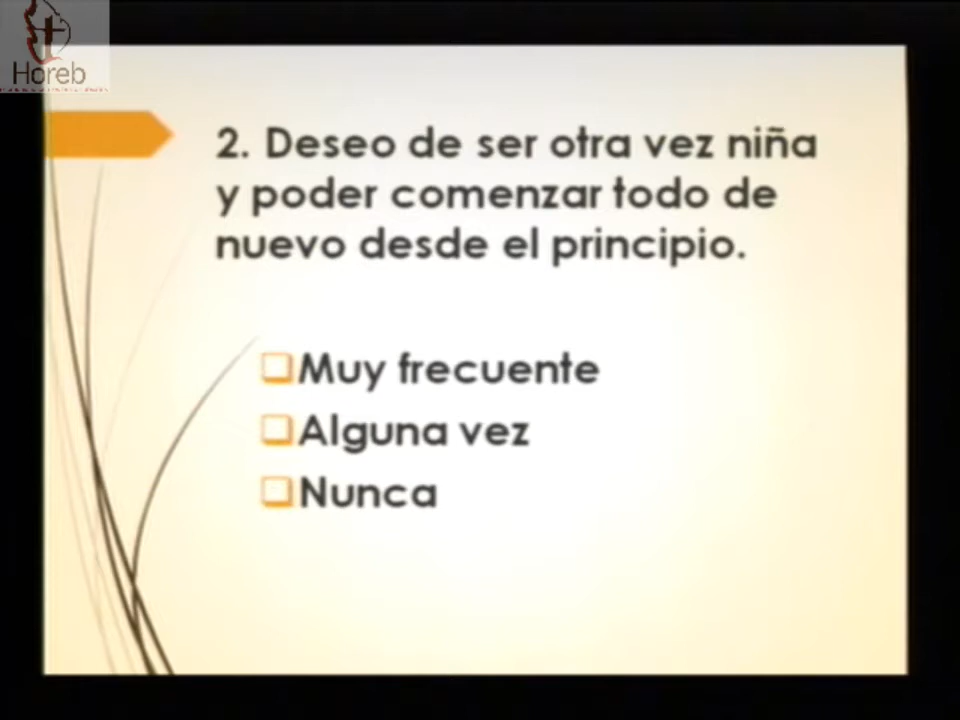 Horeb
2. Deseo de ser otra vez niña
y poder comenzar todo de
nuevo desde el principio.
Muy frecuente
Alguna vez
Nunca